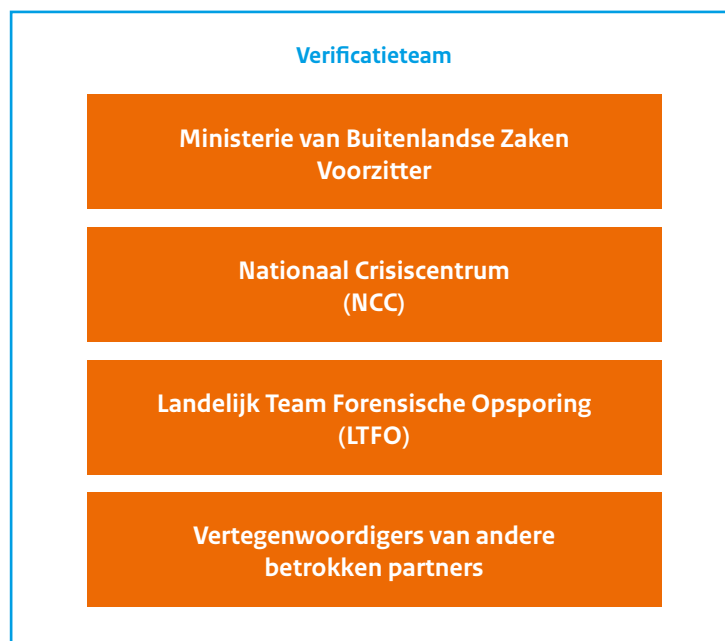 Verificatieteam
Ministerie van Buitenlandse Zaken
Voorzitter
Nationaal Crisiscentrum
(NCC)
Landelijk Team Forensische Opsporing
(LTFO)
Vertegenwoordigers van andere
betrokken partners